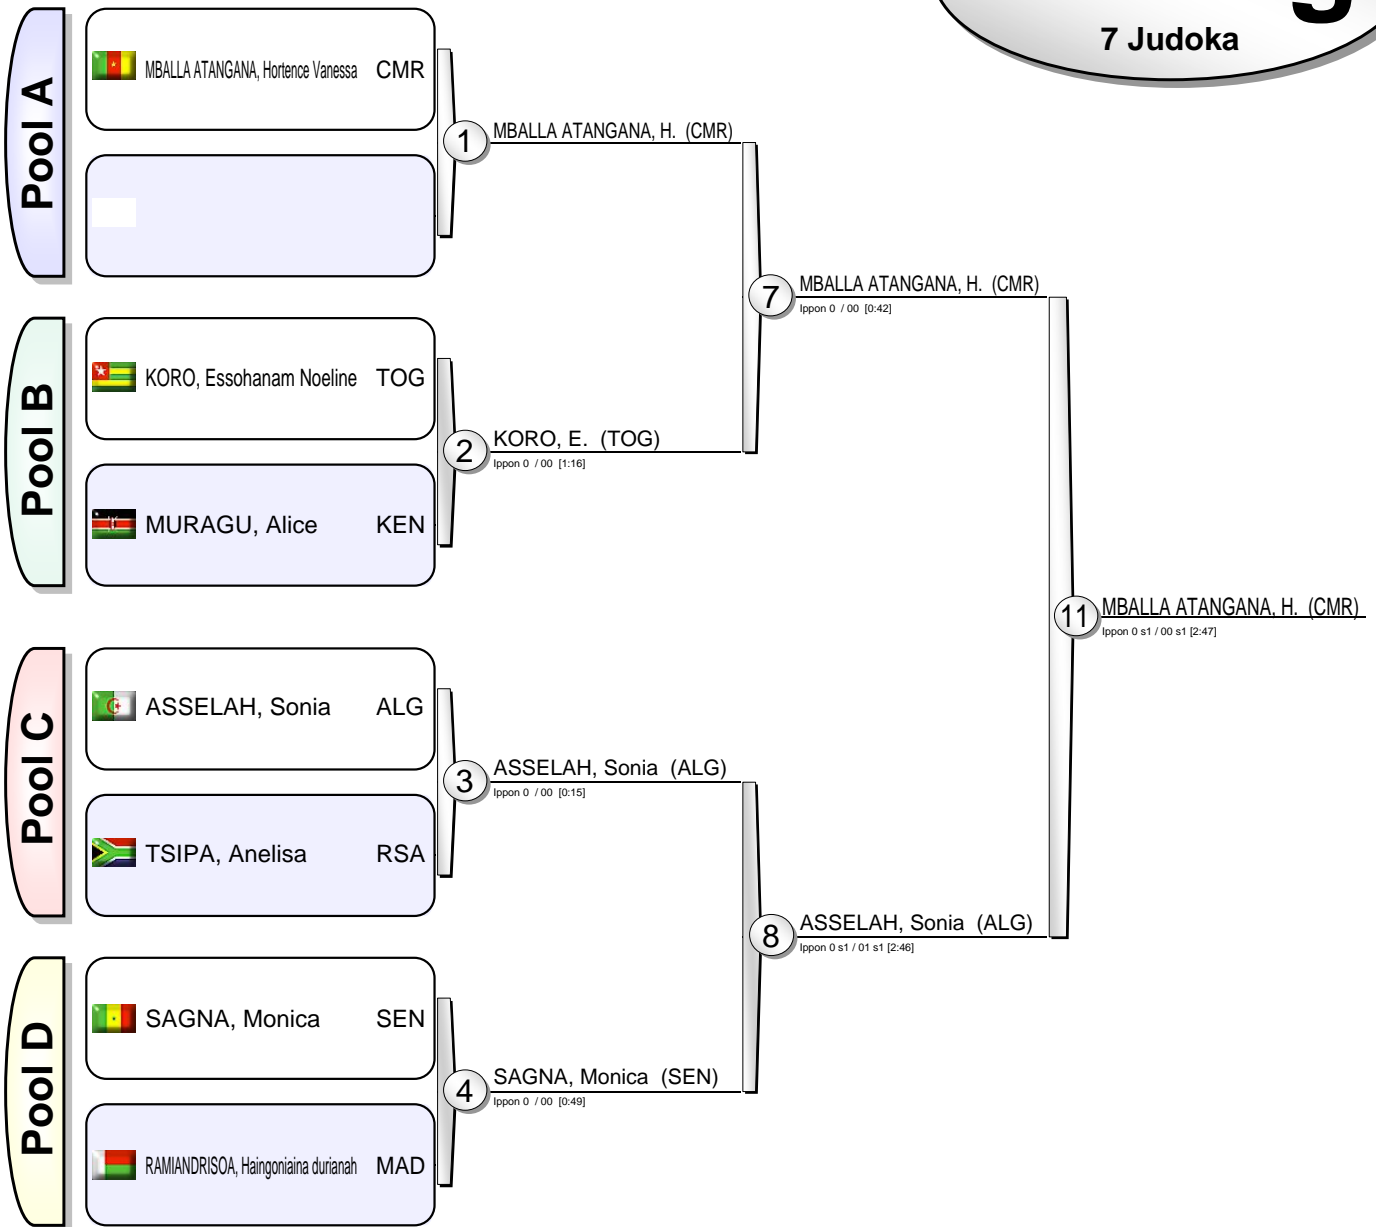 7 Judoka
Pool A
MBALLA ATANGANA, Hortence Vanessa CMR
1 MBALLA ATANGANA, H. (CMR)
7 MBALLA ATANGANA, H. (CMR)
Ippon 0 / 00 [0:42]
Pool B
KORO, Essohanam Noeline TOG
2 KORO, E. (TOG)
Ippon 0 / 00 [1:16]
MURAGU, Alice KEN
11 MBALLA ATANGANA, H. (CMR)
Ippon 0 s1 / 00 s1 [2:47]
Pool C
ASSELAH, Sonia ALG
3 ASSELAH, Sonia (ALG)
Ippon 0 / 00 [0:15]
TSIPA, Anelisa RSA
8 ASSELAH, Sonia (ALG)
Ippon 0 s1 / 01 s1 [2:46]
Pool D
SAGNA, Monica SEN
4 SAGNA, Monica (SEN)
Ippon 0 / 00 [0:49]
RAMIANDRISOA, Haingoniaina durianah MAD